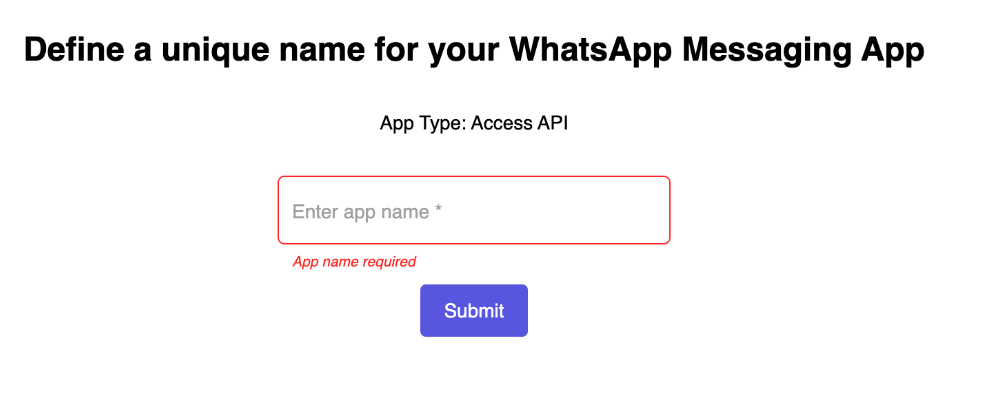 Define a unique name for your WhatsApp Messaging App
App Type: Access API
Enter app name *
App name required
Submit